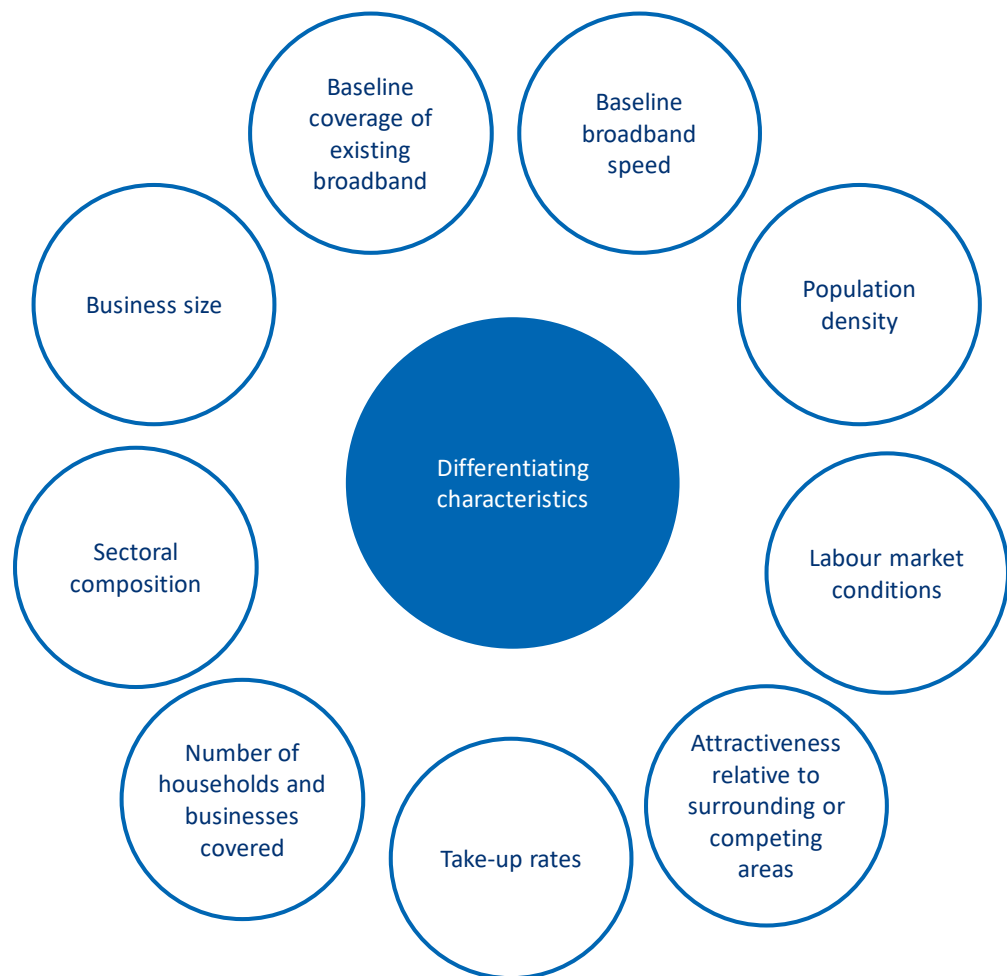 Baseline
coverage of
existing
broadband
Baseline
broadband
speed
Business size
Population
density
Differentiating
characteristics
Sectoral
composition
Labour market
conditions
Number of
households and
businesses
covered
Take-up rates
Attractiveness
relative to
surrounding or
competing
areas